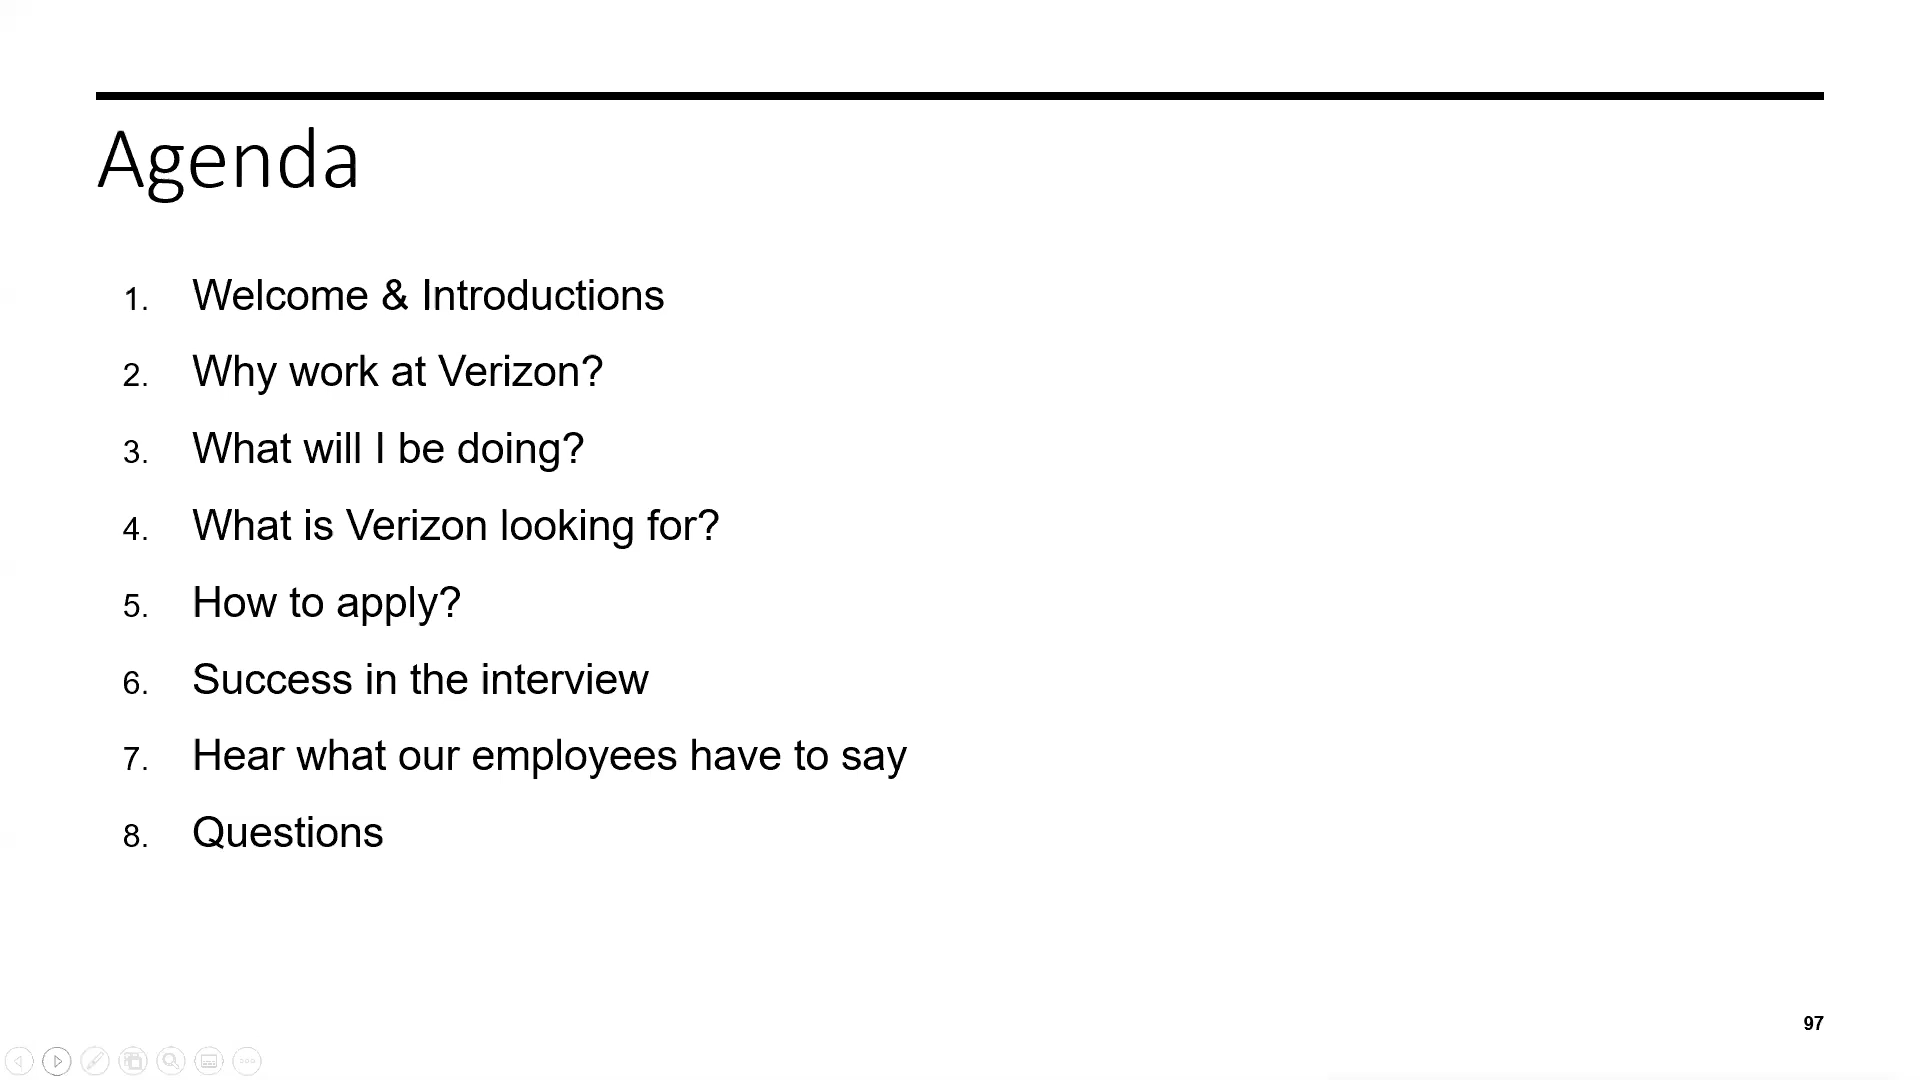 Agenda
1. Welcome & Introductions
2. Why work at Verizon?
3. What will I be doing?
4. What is Verizon looking for?
5. How to apply?
6. Success in the interview
7. Hear what our employees have to say
8. Questions
97